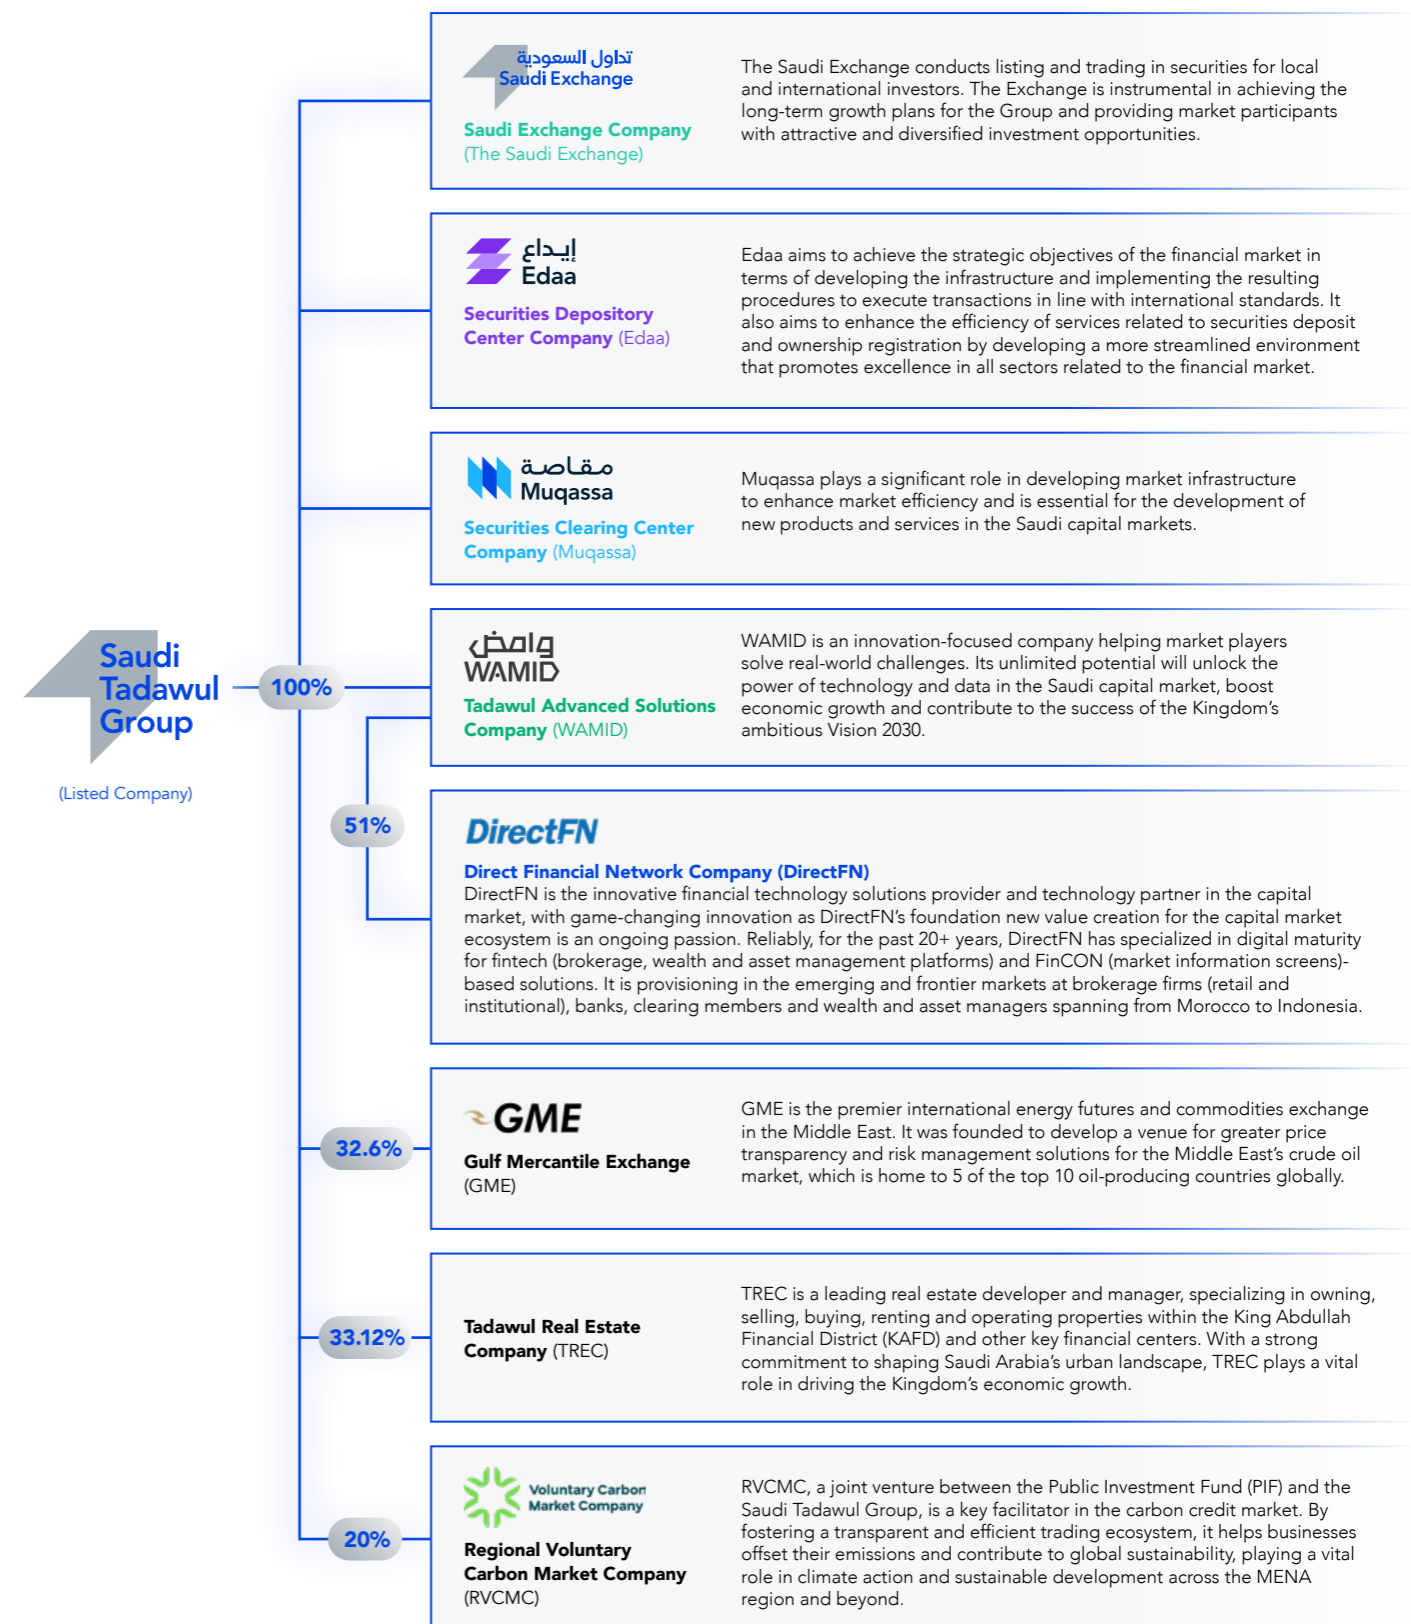 تداول السعودية
Saudi Exchange
Saudi Exchange Company
(The Saudi Exchange)
The Saudi Exchange conducts listing and trading in securities for local
and international investors. The Exchange is instrumental in achieving the
long-term growth plans for the Group and providing market participants
with attractive and diversified investment opportunities.
إيداع
Edaa
Securities Depository
Center Company (Edaa)
Edaa aims to achieve the strategic objectives of the financial market in
terms of developing the infrastructure and implementing the resulting
procedures to execute transactions in line with international standards. It
also aims to enhance the efficiency of services related to securities deposit
and ownership registration by developing a more streamlined environment
that promotes excellence in all sectors related to the financial market.
مقاصة
Muqassa
Securities Clearing Center
Company (Muqassa)
Muqassa plays a significant role in developing market infrastructure
to enhance market efficiency and is essential for the development of
new products and services in the Saudi capital markets.
Saudi
Tadawul
Group
(Listed Company)
100%
وامض
WAMID
Tadawul Advanced Solutions
Company (WAMID)
WAMID is an innovation-focused company helping market players
solve real-world challenges. Its unlimited potential will unlock the
power of technology and data in the Saudi capital market, boost
economic growth and contribute to the success of the Kingdom's
ambitious Vision 2030.
51%
DirectFN
Direct Financial Network Company (DirectFN)
DirectFN is the innovative financial technology solutions provider and technology partner in the capital
market, with game-changing innovation as DirectFN's foundation new value creation for the capital market
ecosystem is an ongoing passion. Reliably, for the past 20+ years, DirectFN has specialized in digital maturity
for fintech (brokerage, wealth and asset management platforms) and FinCON (market information screens)-
based solutions. It is provisioning in the emerging and frontier markets at brokerage firms (retail and
institutional), banks, clearing members and wealth and asset managers spanning from Morocco to Indonesia.
32.6%
GME
Gulf Mercantile Exchange
(GME)
GME is the premier international energy futures and commodities exchange
in the Middle East. It was founded to develop a venue for greater price
transparency and risk management solutions for the Middle East's crude oil
market, which is home to 5 of the top 10 oil-producing countries globally.
33.12%
Tadawul Real Estate
Company (TREC)
TREC is a leading real estate developer and manager, specializing in owning,
selling, buying, renting and operating properties within the King Abdullah
Financial District (KAFD) and other key financial centers. With a strong
commitment to shaping Saudi Arabia's urban landscape, TREC plays a vital
role in driving the Kingdom's economic growth.
20%
Voluntary Carbon
Market Company
Regional Voluntary
Carbon Market Company
(RVCMC)
RVCMC, a joint venture between the Public Investment Fund (PIF) and the
Saudi Tadawul Group, is a key facilitator in the carbon credit market. By
fostering a transparent and efficient trading ecosystem, it helps businesses
offset their emissions and contribute to global sustainability, playing a vital
role in climate action and sustainable development across the MENA
region and beyond.